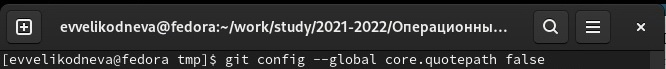 evvelikodneva@fedora:~/work/study/2021-2022/Операционны...
[evvelikodneva@fedora tmp]$ git config --global core.quotepath false